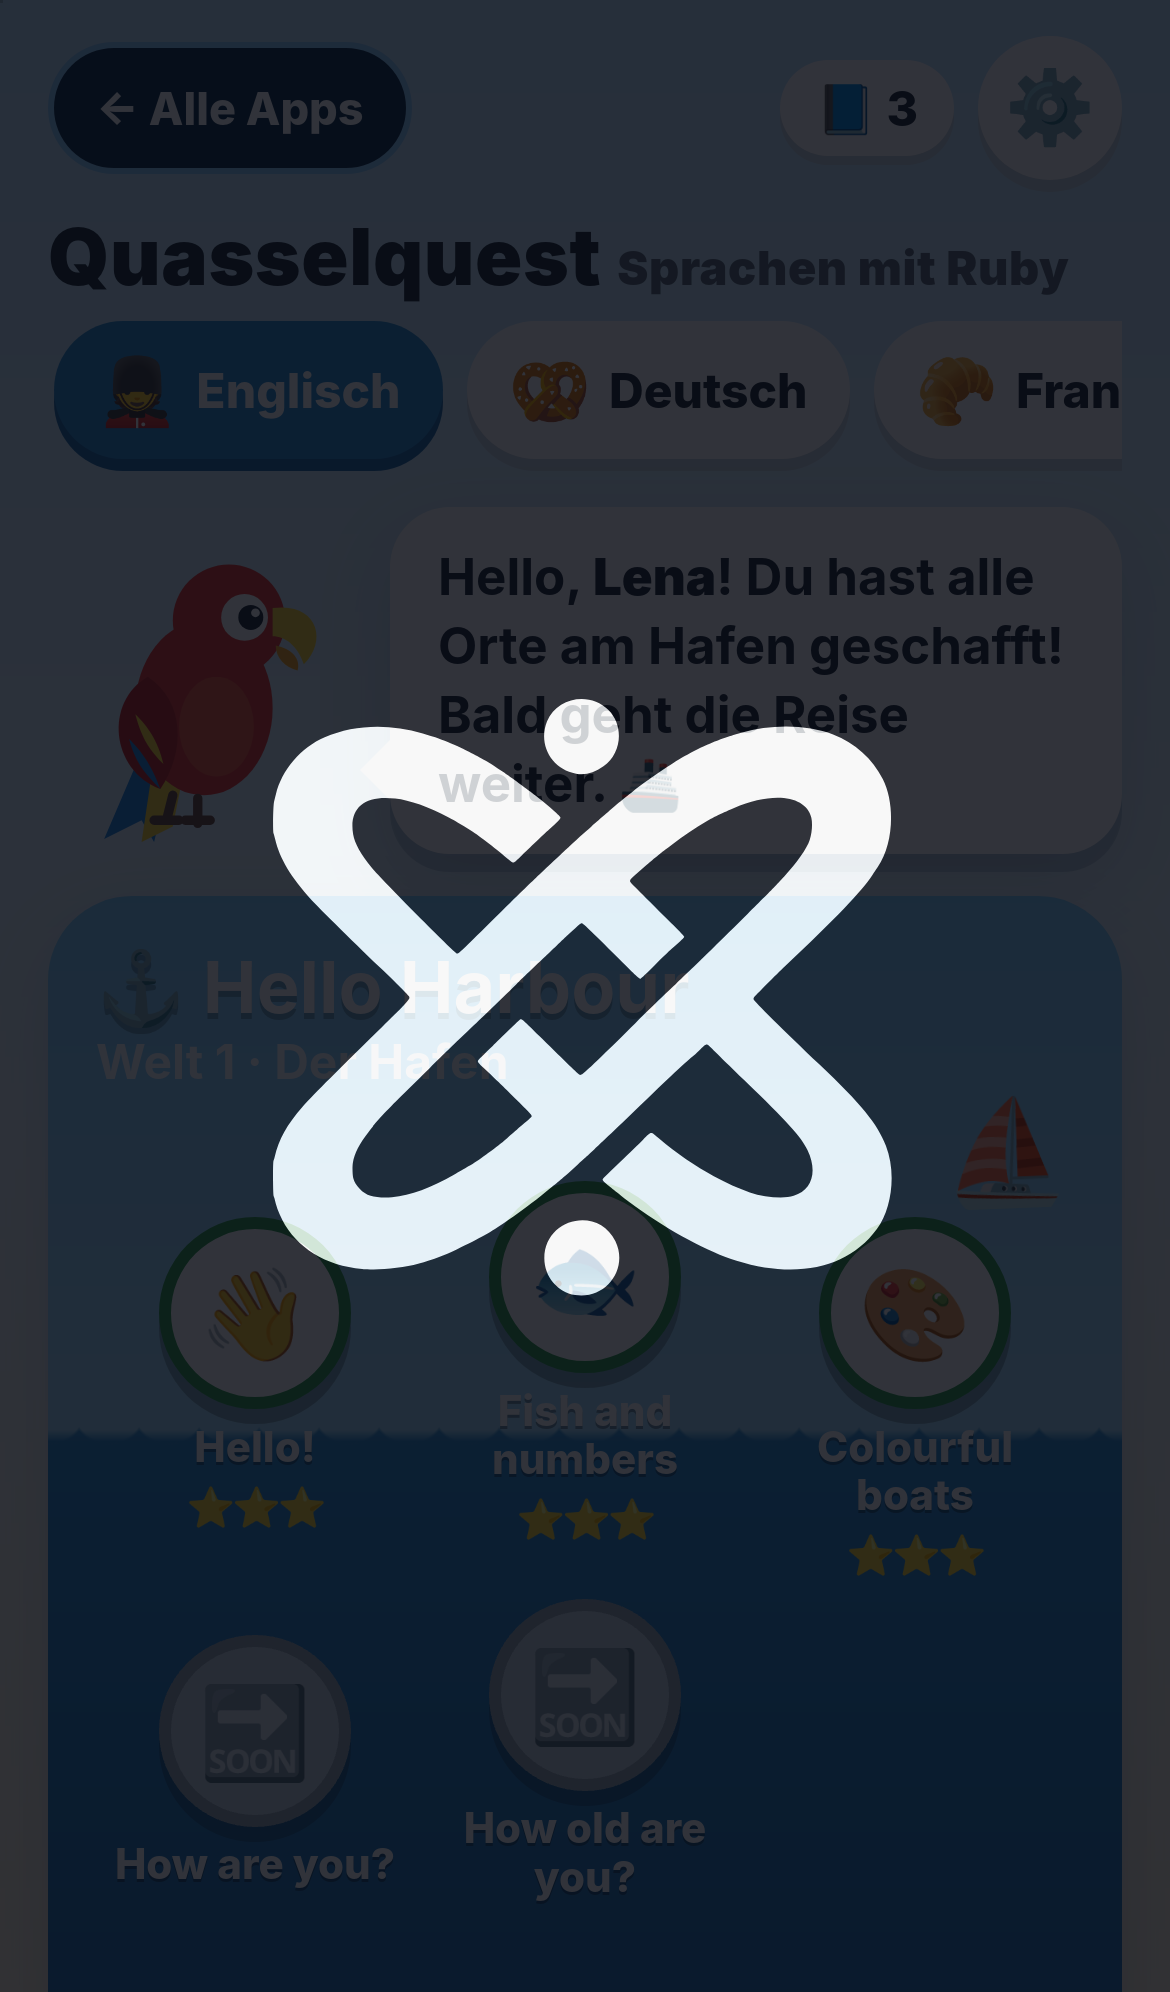 ← Alle Apps
3
Quasselquest Sprachen mit Ruby
Englisch
Deutsch
Fran
Hello, Lena! Du hast alle
Orte am Hafen geschafft!
Bald geht die Reise
weiter.
Hello Harbour
Welt 1 · Der Hafen
Hello!
Fish and
numbers
Colourful
boats
SOON
How are you?
SOON
How old are
you?